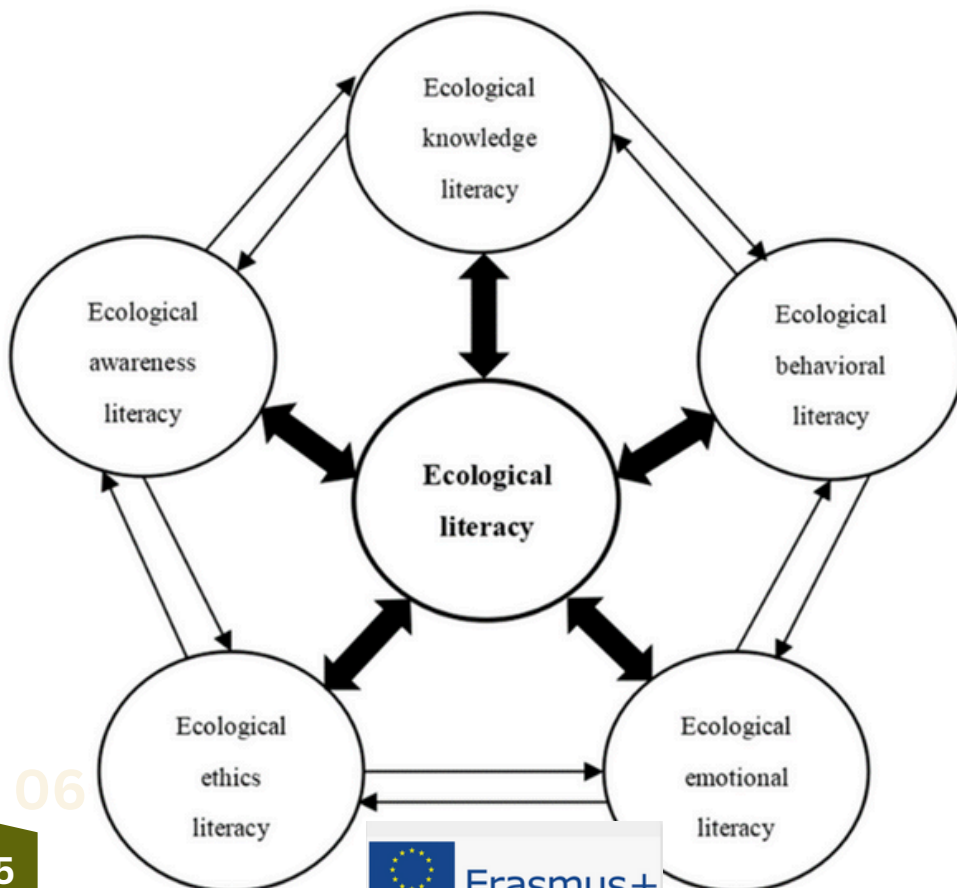 Ecological
knowledge
literacy
Ecological
awareness
literacy
Ecological
behavioral
literacy
Ecological
literacy
Ecological
ethics
literacy
Ecological
emotional
literacy
06
5
Erasmus+